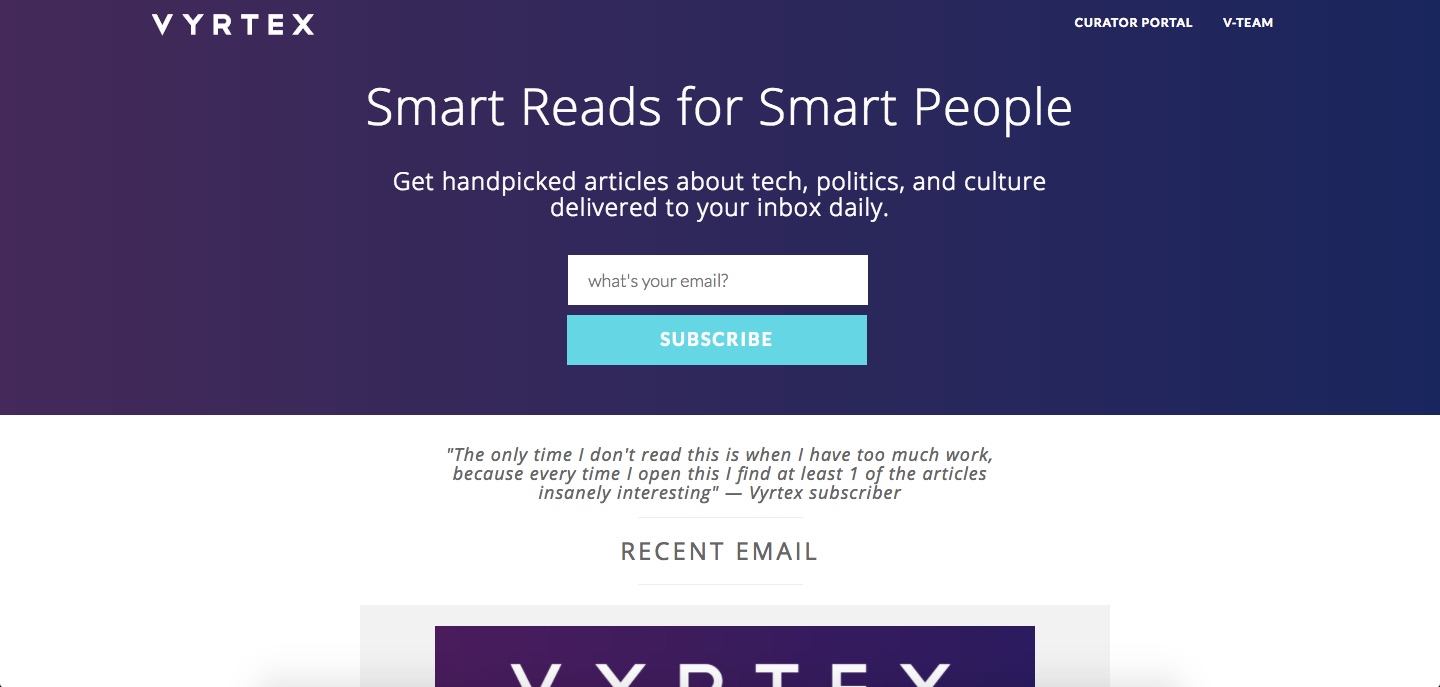 VYRTEX
CURATOR PORTAL
V-TEAM
Smart Reads for Smart People
Get handpicked articles about tech, politics, and culture
delivered to your inbox daily.
what's your email?
SUBSCRIBE
"The only time I don't read this is when I have too much work,
because every time I open this I find at least 1 of the articles
insanely interesting" — Vyrtex subscriber
RECENT EMAIL
VYRTEX